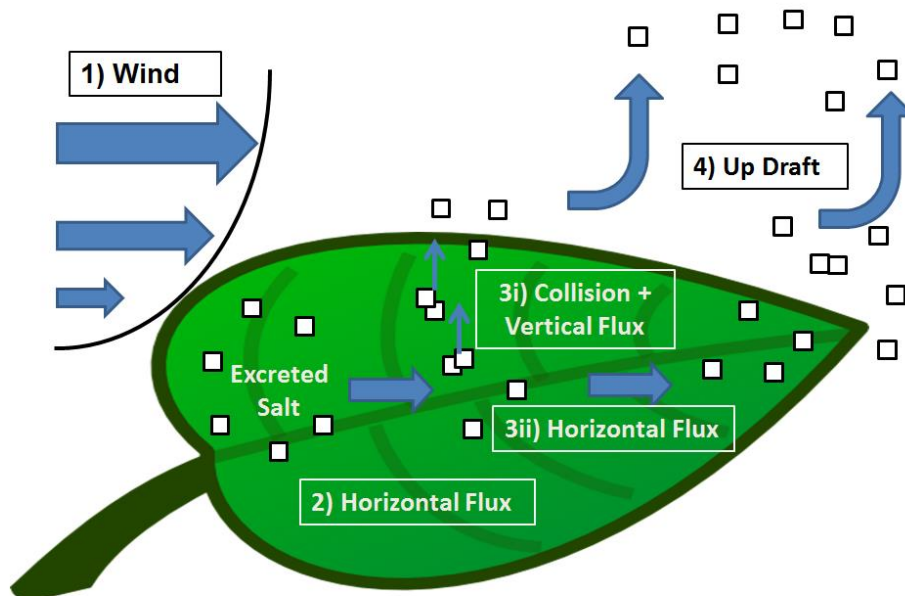 1) Wind
4) Up Draft
3i) Collision +
Vertical Flux
Excreted
Salt
3ii) Horizontal Flux
2) Horizontal Flux